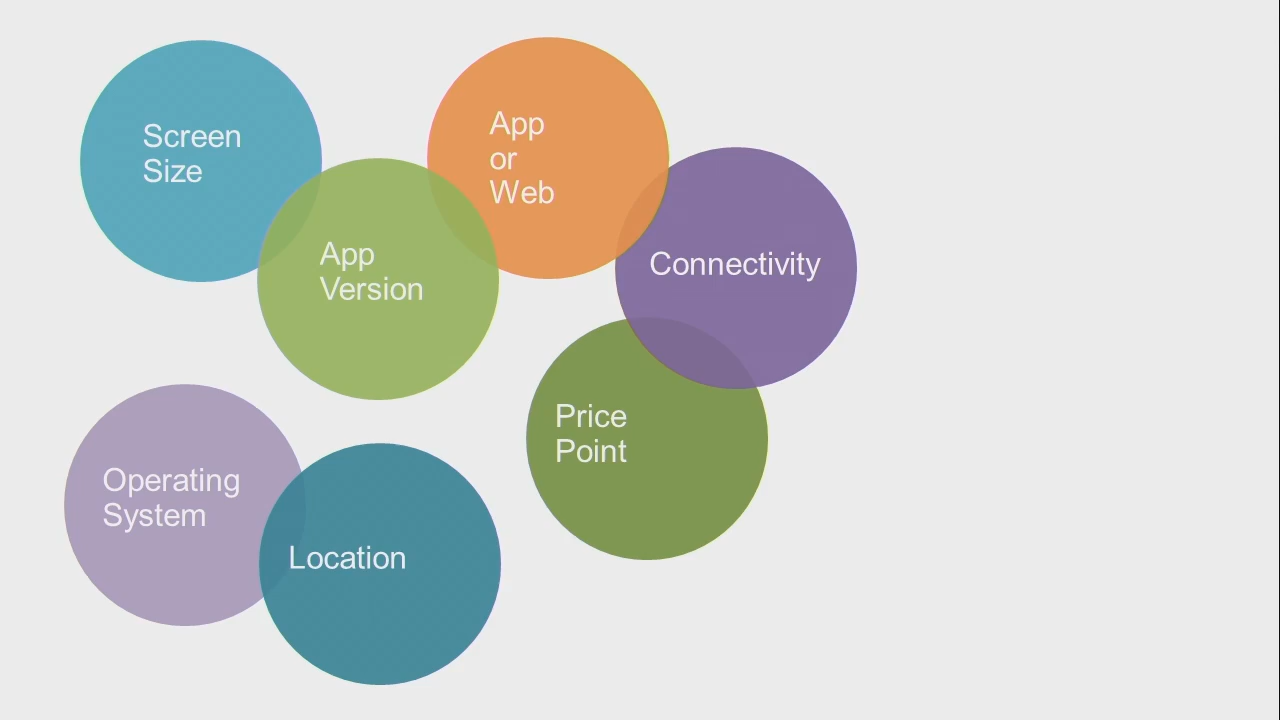 Screen
Size
App
or
Web
App
Version
Connectivity
Price
Point
Operating
System
Location